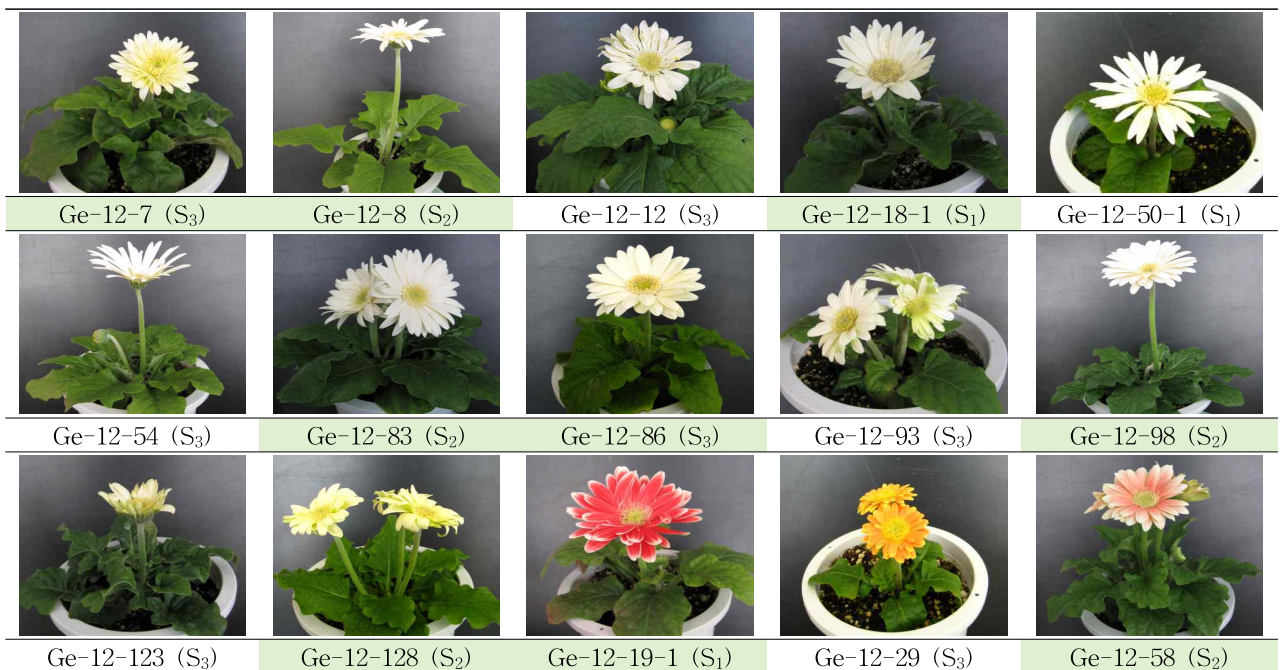 Ge-12-7 (S₃) Ge-12-8 (S₂) Ge-12-12 (S₃) Ge-12-18-1 (S₁) Ge-12-50-1 (S₁)
Ge-12-54 (S₃) Ge-12-83 (S₂) Ge-12-86 (S₃) Ge-12-93 (S₃) Ge-12-98 (S₂)
Ge-12-123 (S₃) Ge-12-128 (S₂) Ge-12-19-1 (S₁) Ge-12-29 (S₃) Ge-12-58 (S₂)